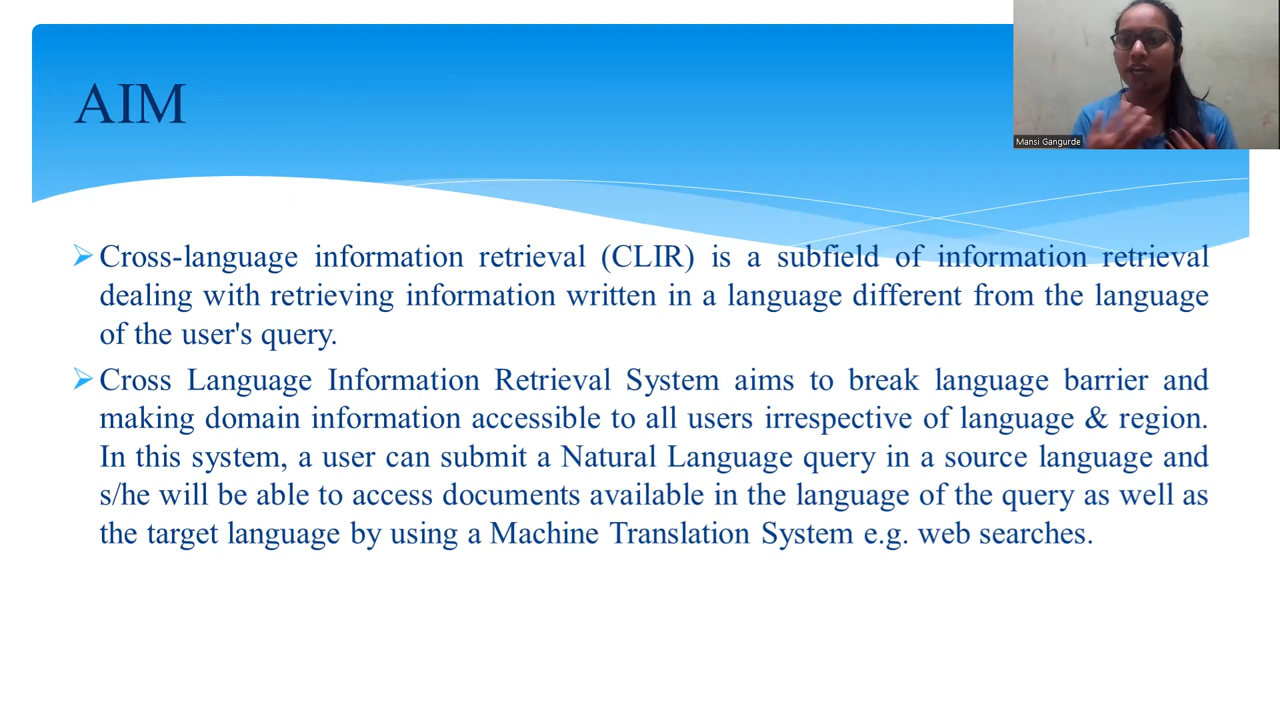 AIM
Mansi Gangurde
Cross-language information retrieval (CLIR) is a subfield of information retrieval
dealing with retrieving information written in a language different from the language
of the user's query.
Cross Language Information Retrieval System aims to break language barrier and
making domain information accessible to all users irrespective of language & region.
In this system, a user can submit a Natural Language query in a source language and
s/he will be able to access documents available in the language of the query as well as
the target language by using a Machine Translation System e.g. web searches.